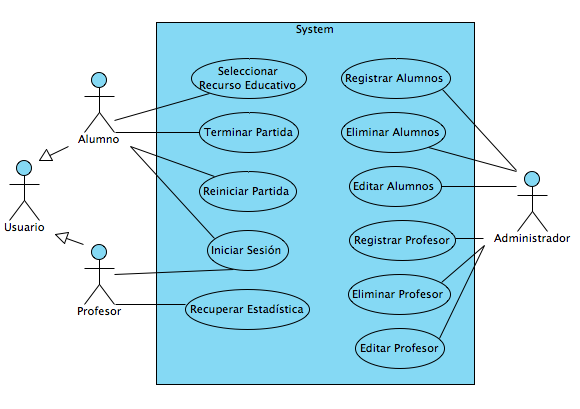 System
Seleccionar
Recurso Educativo
Registrar Alumnos
Alumno
Terminar Partida
Eliminar Alumnos
Reiniciar Partida
Editar Alumnos
Usuario
Administrador
Iniciar Sesión
Registrar Profesor
Profesor
Recuperar Estadística
Eliminar Profesor
Editar Profesor